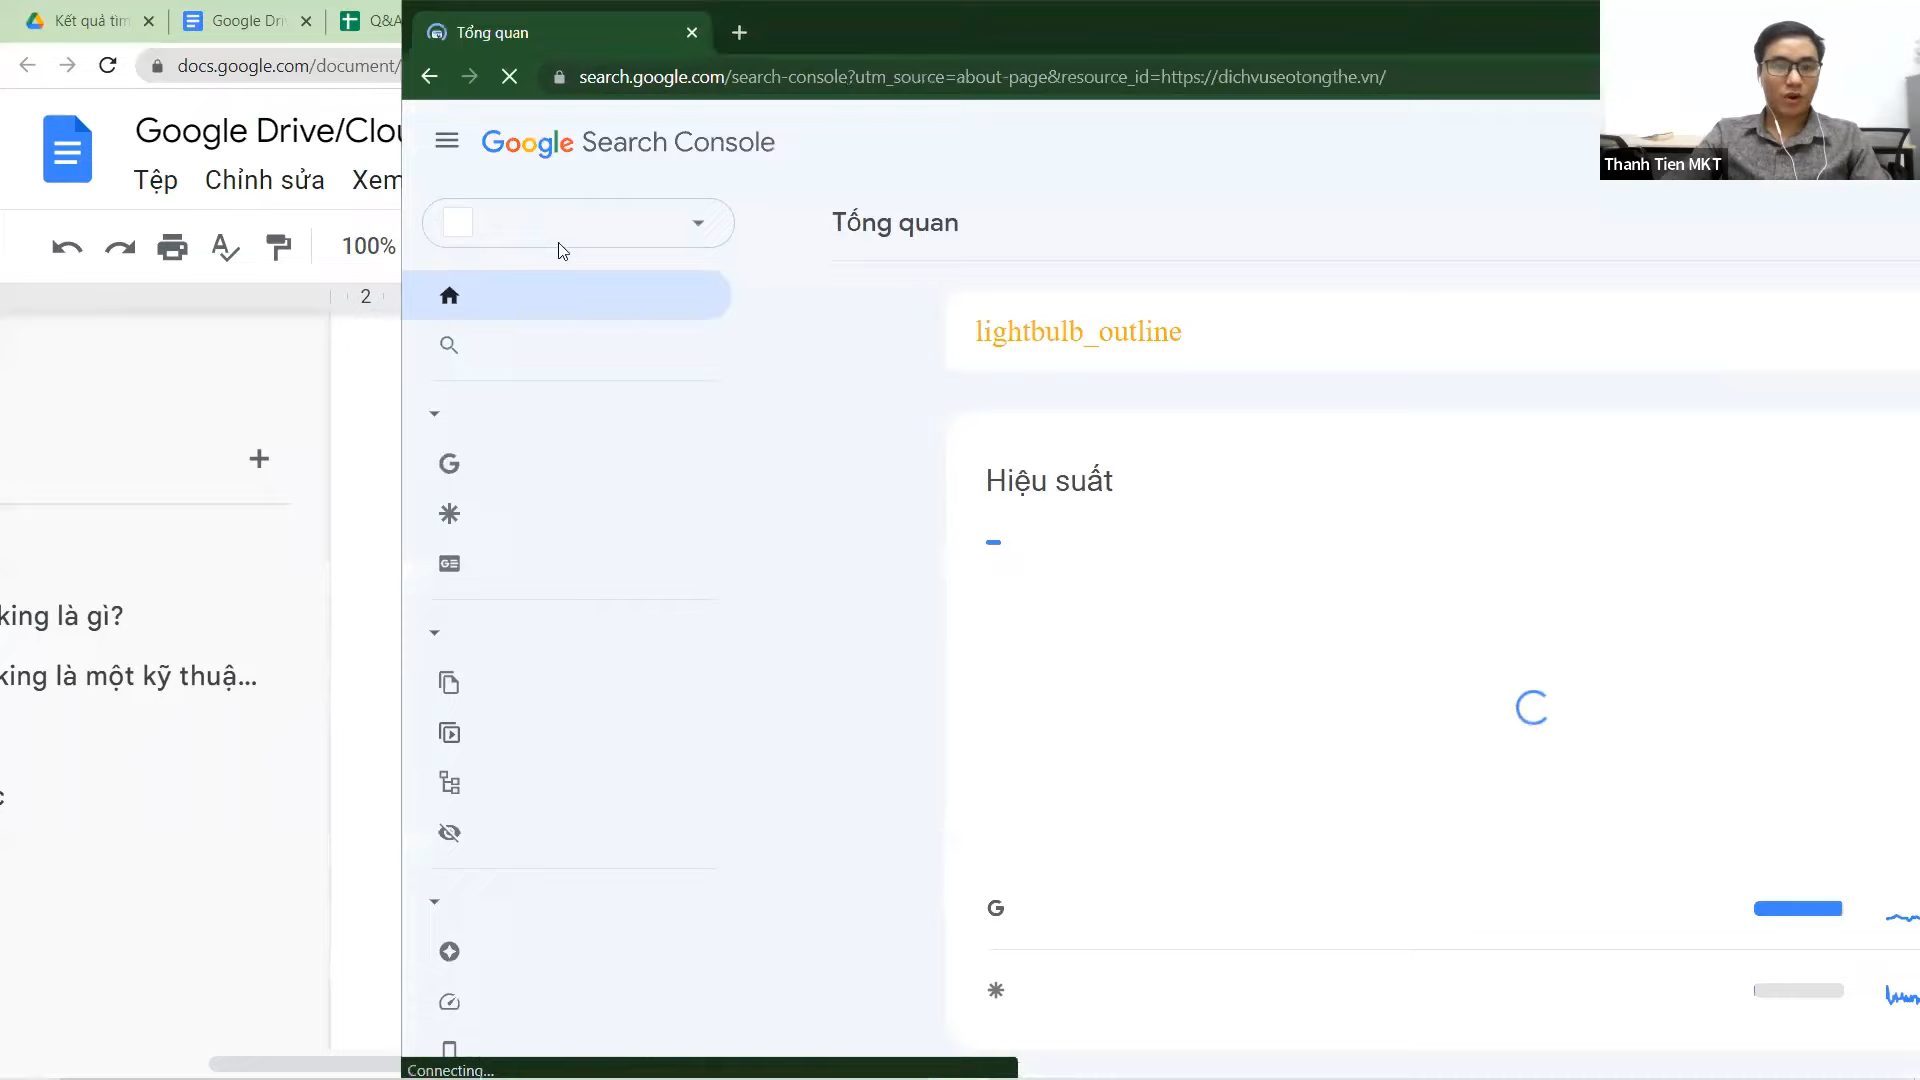 Kết quả tìm
Google Dri
Q&A
docs.google.com/document/
Google Drive/Clou
Tệp Chỉnh sửa Xem
100%
2
king là gì?
king là một kỹ thuậ...
Tổng quan
search.google.com/search-console?utm_source=about-page&resource_id=https://dichvuseotongthe.vn/
Google Search Console
Tổng quan
lightbulb_outline
Hiệu suất
Connecting...
Thanh Tien MKT